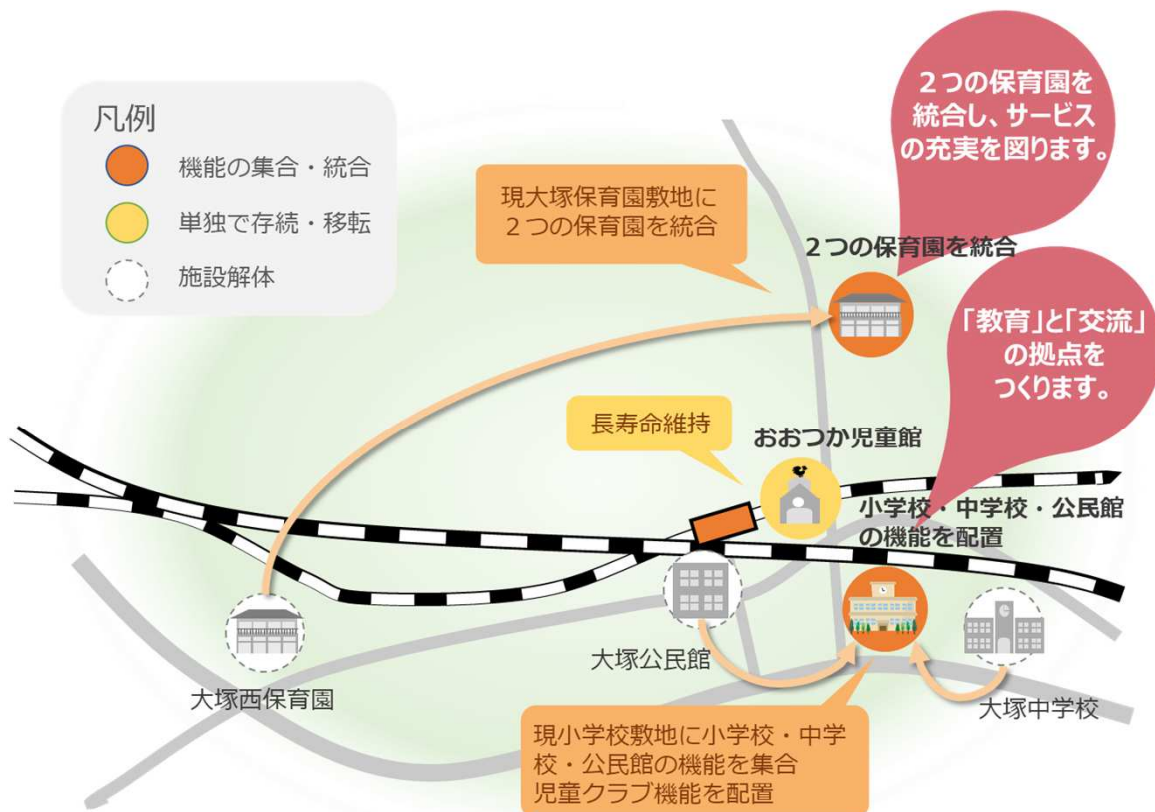 凡例
機能の集合・統合
単独で存続・移転
施設解体
2つの保育園を
統合し、サービス
の充実を図ります。
現大塚保育園敷地に
2つの保育園を統合
2つの保育園を統合
「教育」と「交流」
の拠点を
つくります。
長寿命維持
おおつか児童館
小学校・中学校・公民館
の機能を配置
大塚公民館
大塚西保育園
大塚中学校
現小学校敷地に小学校・中学
校・公民館の機能を集合
児童クラブ機能を配置